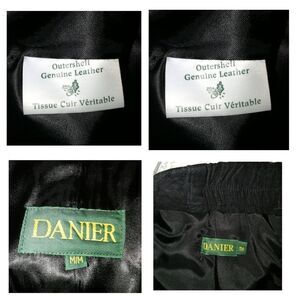 Outershell
Genuine Leather
Tissue Cuir Véritable
Outershell
Genuine Leather
Tissue Cuir Véritable
DANIER
M/M
DANIER